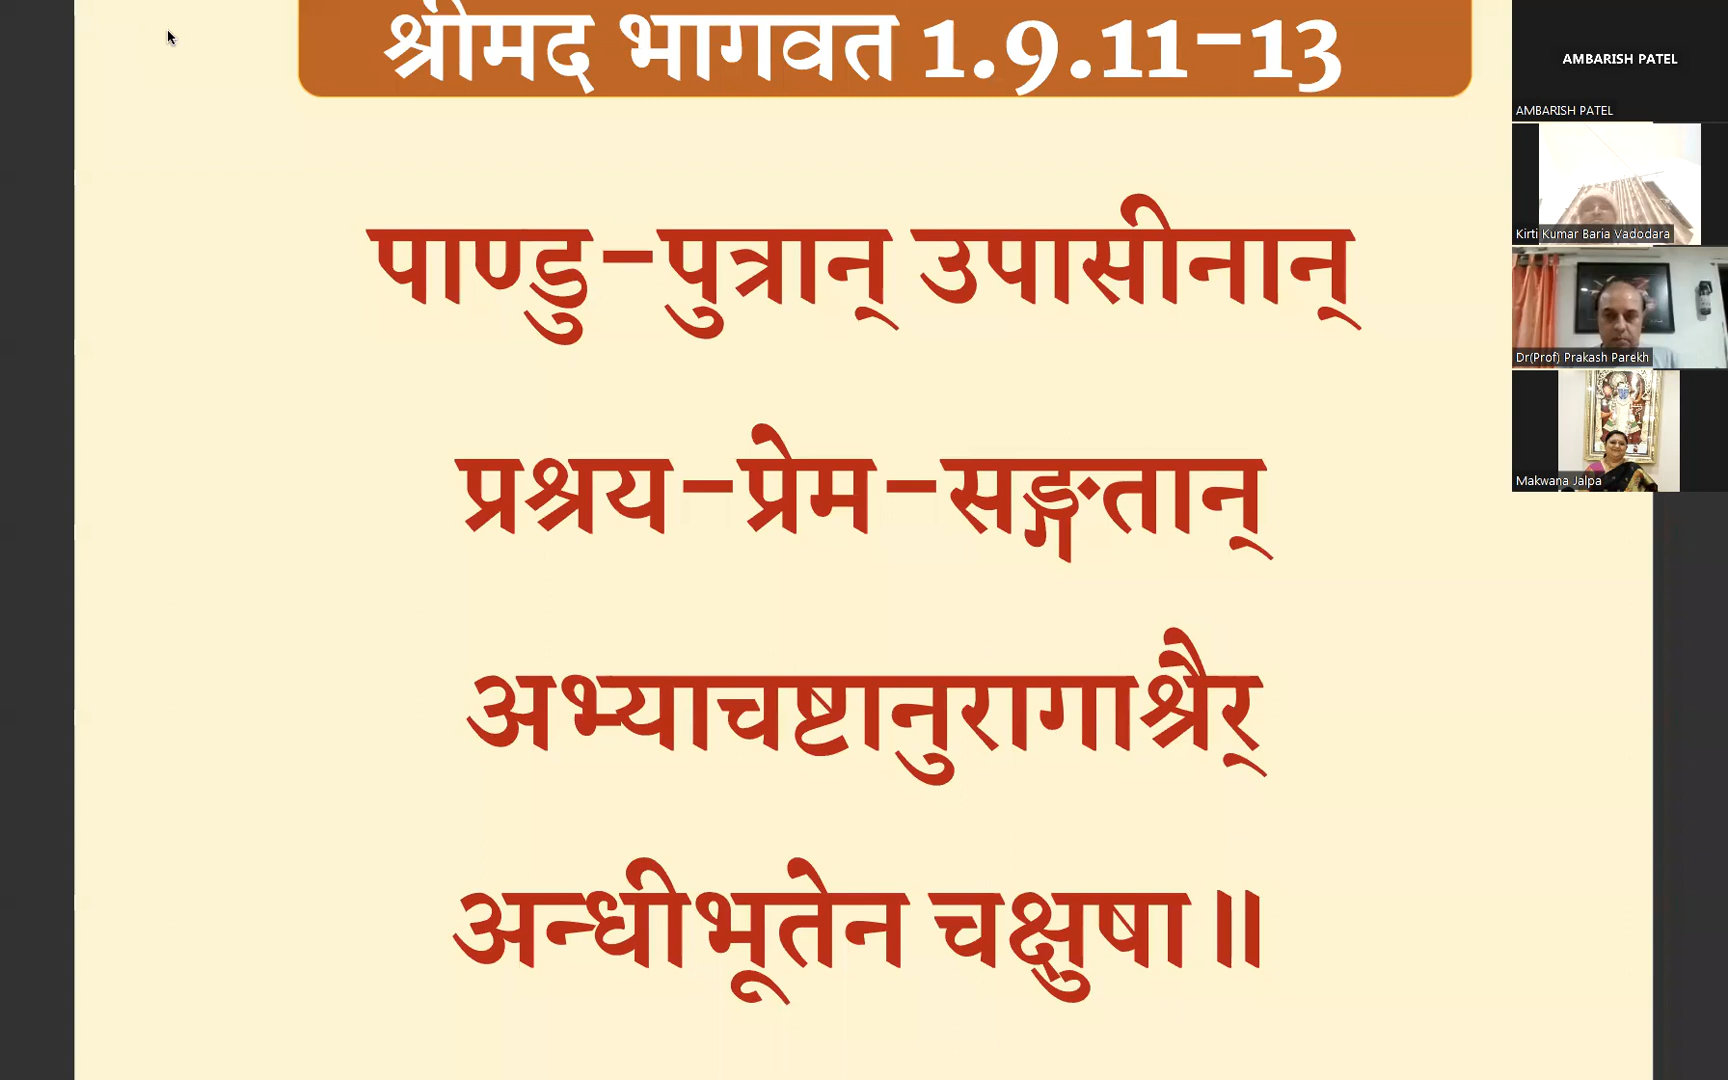 श्रीमद भागवत 1.9.11-13
पाण्डु-पुत्रान् उपासीनान्
प्रश्रय-प्रेम-सङ्गतान्
अभ्याचष्टानुरागाश्रैर्
अन्धीभूतेन चक्षुषा॥
AMBARISH PATEL
AMBARISH PATEL
Kirti Kumar Baria Vadodara
Dr(Prof) Prakash Parekh
Makwana Jalpa